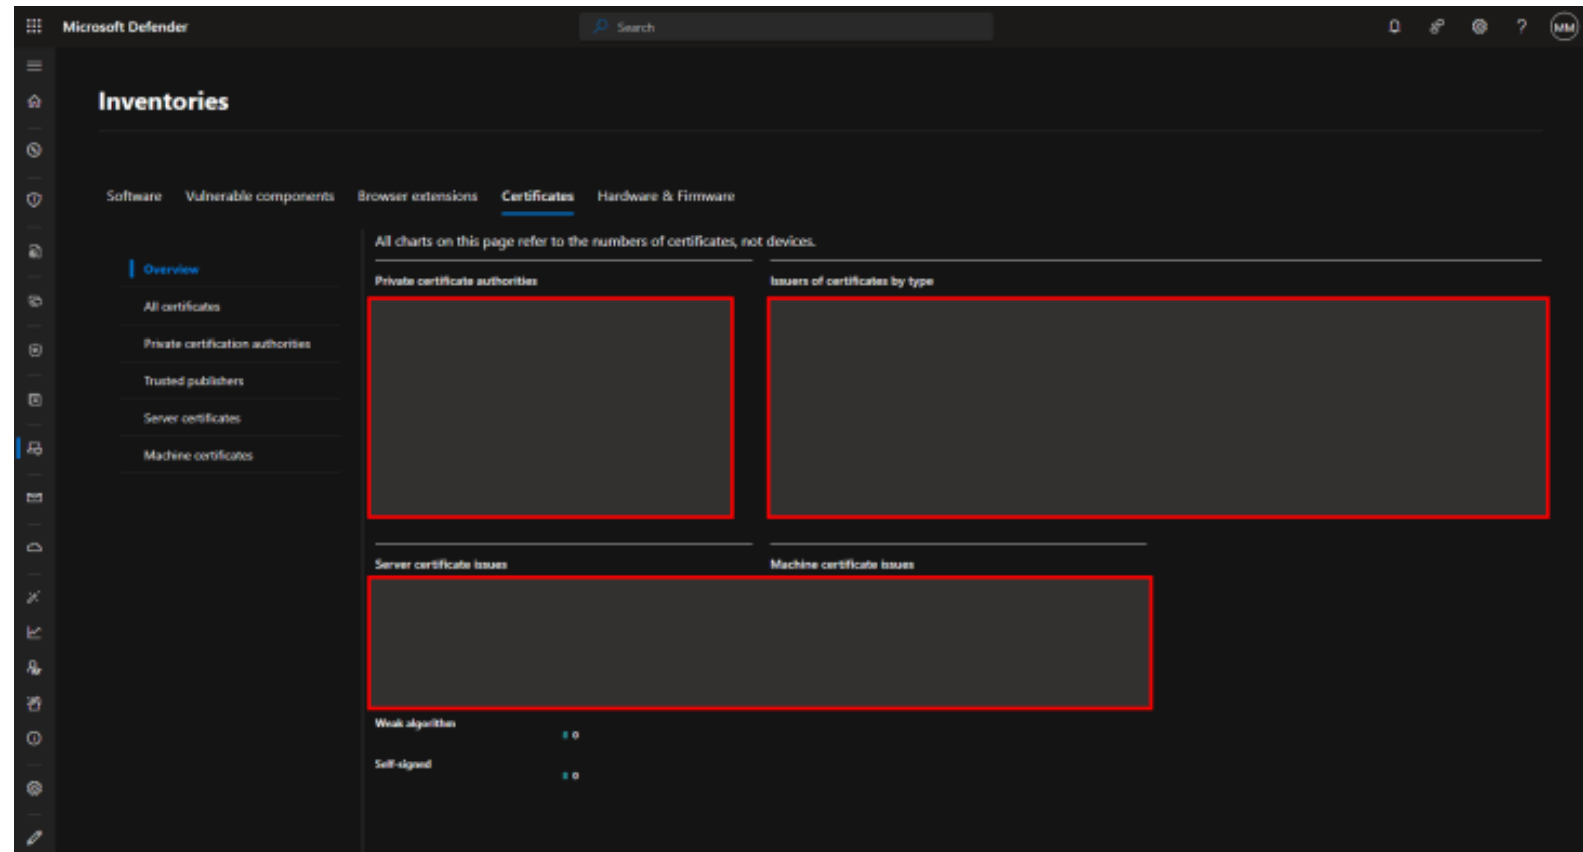 Microsoft Defender
Search
?
MM
Inventories
Software
Vulnerable components
Browser extensions
Certificates
Hardware & Firmware
Overview
All certificates
Private certification authorities
Trusted publishers
Server certificates
Machine certificates
All charts on this page refer to the numbers of certificates, not devices.
Private certificate authorities
Issuers of certificates by type
Server certificate issues
Machine certificate issues
Weak algorithm
0
Self-signed
0